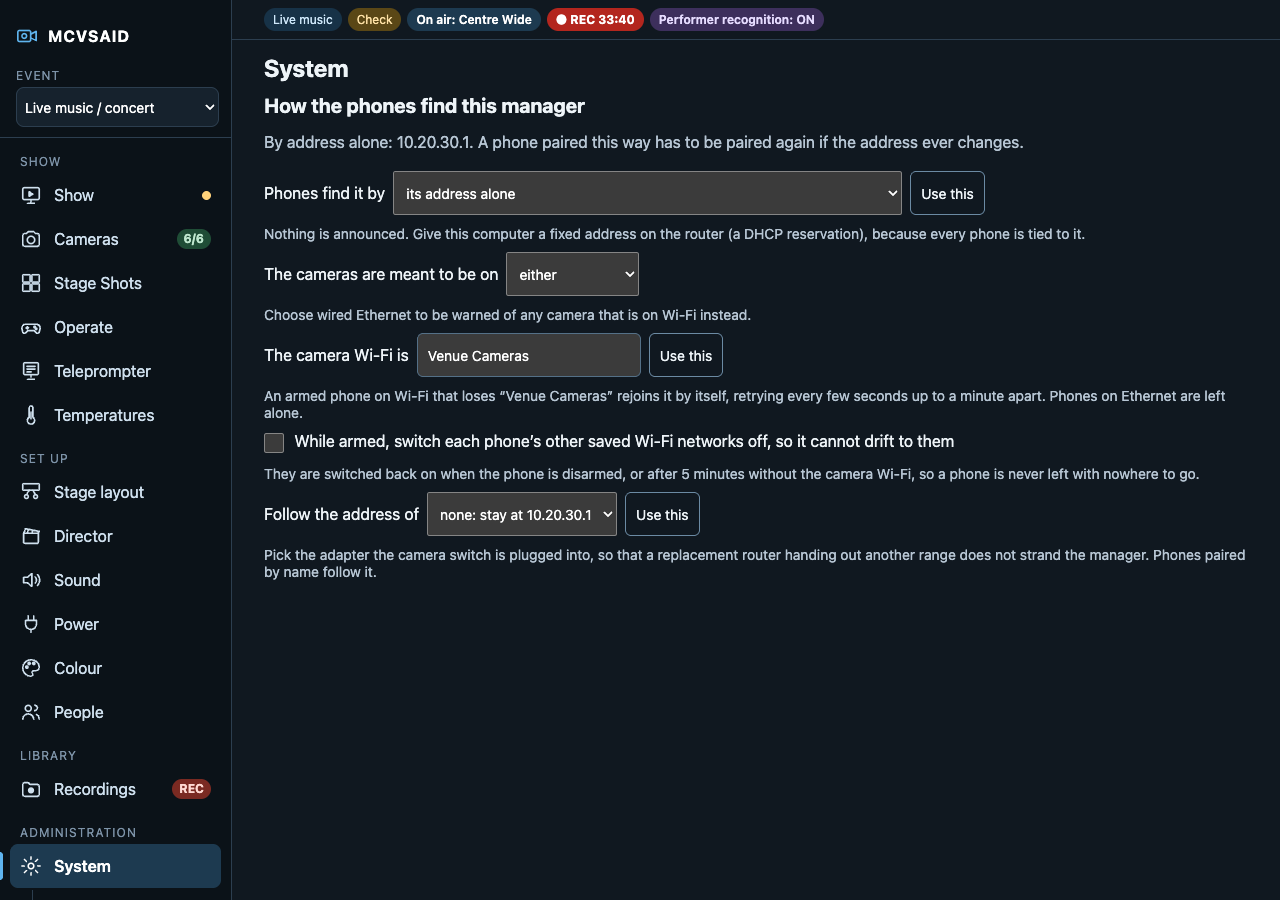 MCVSAID
EVENT
Live music / concert
SHOW
Show
Cameras 6/6
Stage Shots
Operate
Teleprompter
Temperatures
SET UP
Stage layout
Director
Sound
Power
Colour
People
LIBRARY
Recordings REC
ADMINISTRATION
System
Live music Check On air: Centre Wide REC 33:40 Performer recognition: ON
System
How the phones find this manager
By address alone: 10.20.30.1. A phone paired this way has to be paired again if the address ever changes.
Phones find it by its address alone Use this
Nothing is announced. Give this computer a fixed address on the router (a DHCP reservation), because every phone is tied to it.
The cameras are meant to be on either
Choose wired Ethernet to be warned of any camera that is on Wi-Fi instead.
The camera Wi-Fi is Venue Cameras Use this
An armed phone on Wi-Fi that loses “Venue Cameras” rejoins it by itself, retrying every few seconds up to a minute apart. Phones on Ethernet are left
alone.
While armed, switch each phone’s other saved Wi-Fi networks off, so it cannot drift to them
They are switched back on when the phone is disarmed, or after 5 minutes without the camera Wi-Fi, so a phone is never left with nowhere to go.
Follow the address of none: stay at 10.20.30.1 Use this
Pick the adapter the camera switch is plugged into, so that a replacement router handing out another range does not strand the manager. Phones paired
by name follow it.